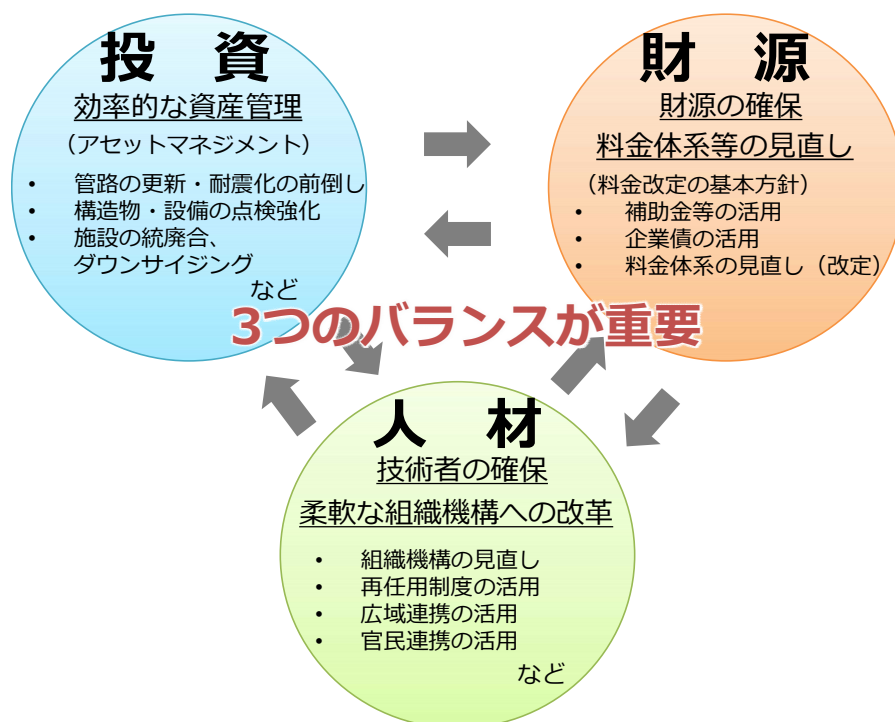 投　資
効率的な資産管理
（アセットマネジメント）
• 管路の更新・耐震化の前倒し
• 構造物・設備の点検強化
• 施設の統廃合、
ダウンサイジング
など
財　源
財源の確保
料金体系等の見直し
（料金改定の基本方針）
• 補助金等の活用
• 企業債の活用
• 料金体系の見直し（改定）
3つのバランスが重要
人　材
技術者の確保
柔軟な組織機構への改革
• 組織機構の見直し
• 再任用制度の活用
• 広域連携の活用
• 官民連携の活用
など